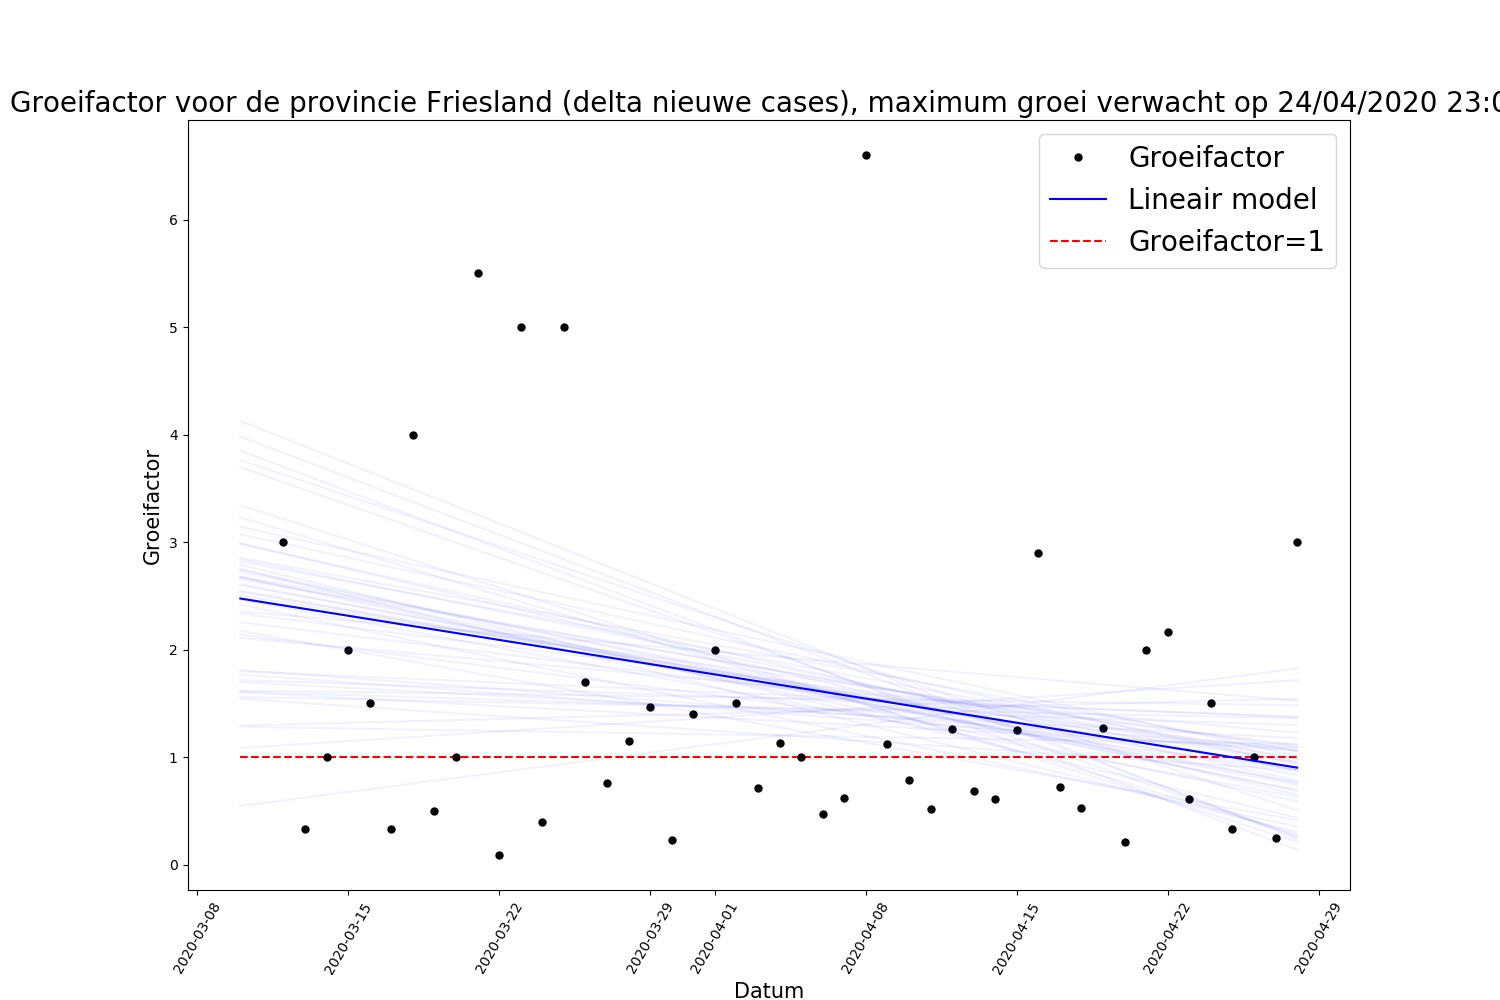 Groeifactor voor de provincie Friesland (delta nieuwe cases), maximum groei verwacht op 24/04/2020 23:0
Groeifactor
Lineair model
Groeifactor=1
6
5
4
3
2
1
0
Groeifactor
2020-03-08
2020-03-15
2020-03-22
2020-03-29
2020-04-01
2020-04-08
2020-04-15
2020-04-22
2020-04-29
Datum